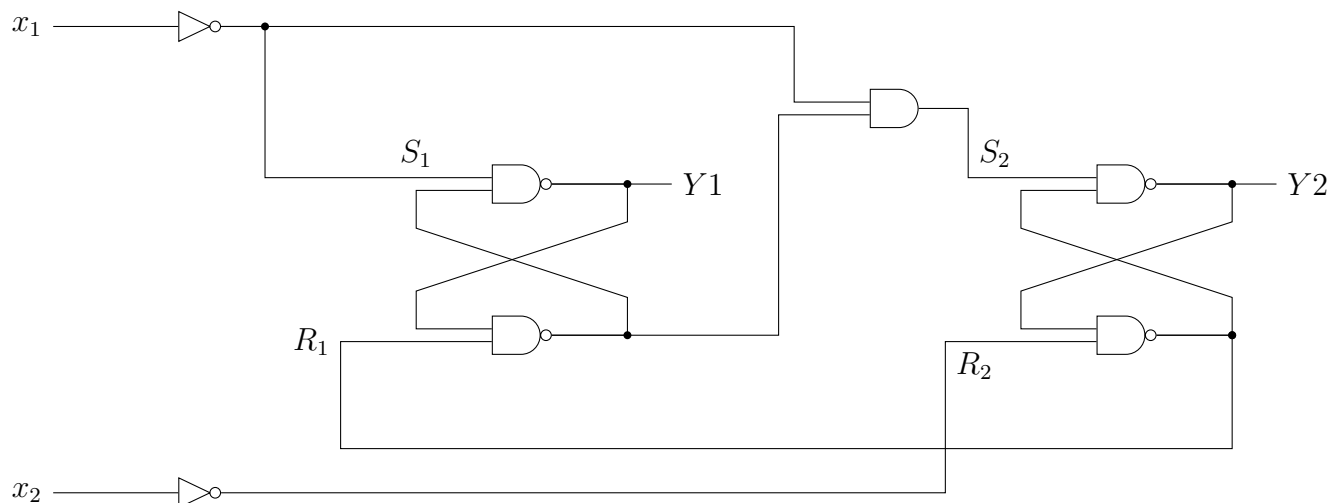 x₁
S₁
Y1
S₂
Y2
R₁
R₂
x₂